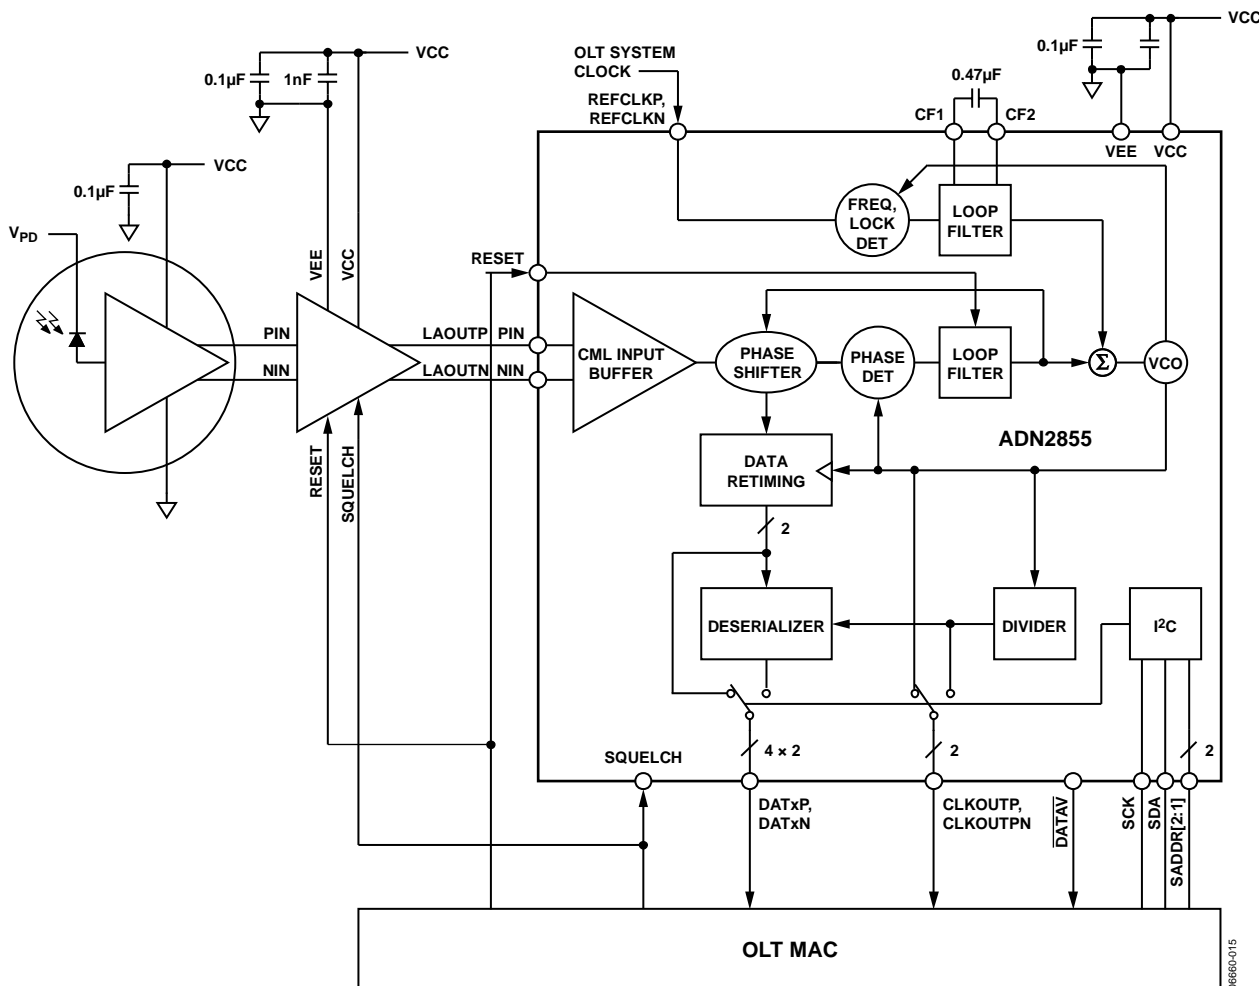 VCC
0.1µF
1nF
VCC
0.1µF
V_PD
VEE
VCC
PIN
NIN
LAOUTP
LAOUTN
RESET
SQUELCH
OLT SYSTEM
CLOCK
REFCLKP,
REFCLKN
0.47µF
CF1
CF2
VCC
0.1µF
VEE
VCC
RESET
PIN
NIN
CML INPUT
BUFFER
FREQ,
LOCK
DET
LOOP
FILTER
PHASE
SHIFTER
PHASE
DET
LOOP
FILTER
Σ
VCO
ADN2855
DATA
RETIMING
2
DESERIALIZER
DIVIDER
I²C
4 × 2
2
2
SQUELCH
DATxP,
DATxN
CLKOUTP,
CLKOUTPN
DATAV
SCK
SDA
SADDR[2:1]
OLT MAC
06660-015